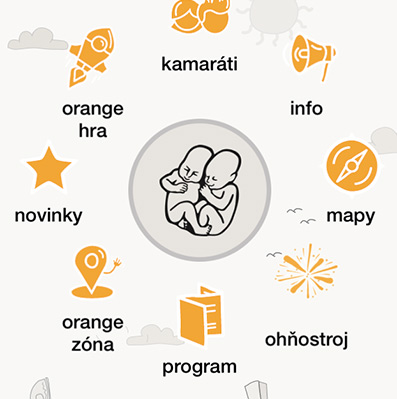 kamaráti
orange
hra
info
novinky
mapy
orange
zóna
ohňostroj
program